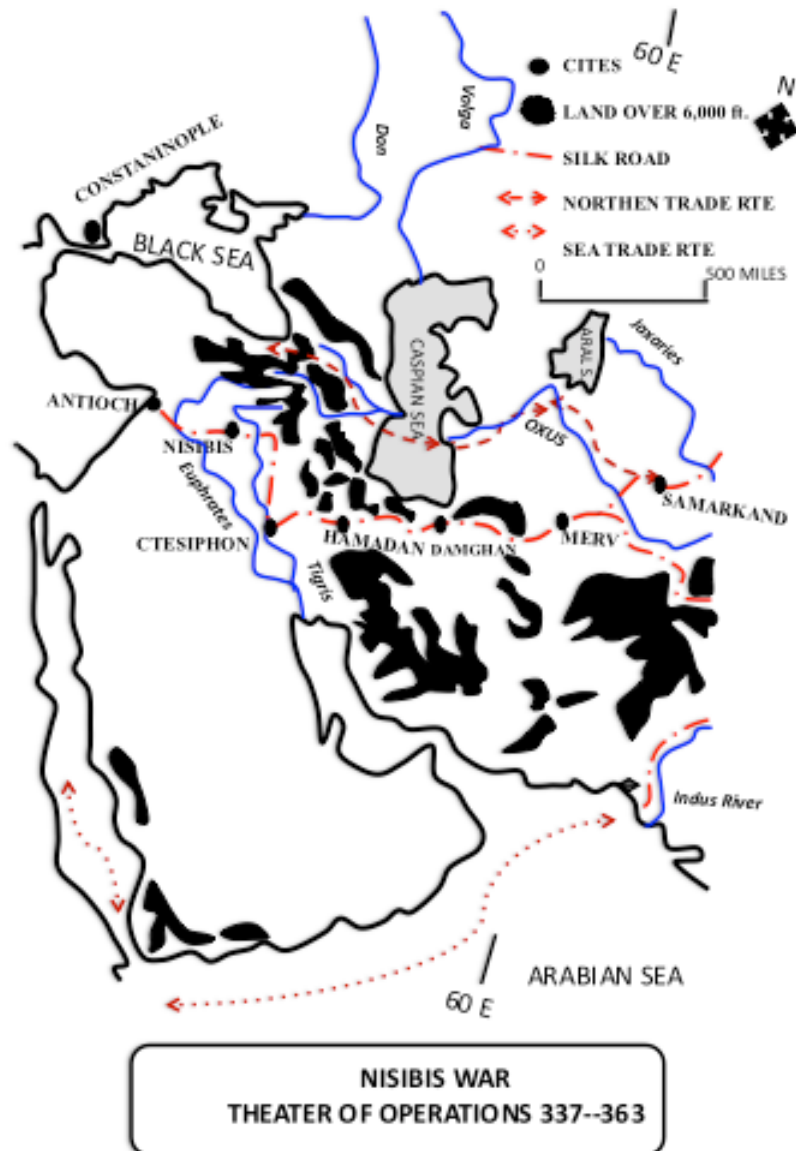 60 E
N
CITES
LAND OVER 6,000 ft.
SILK ROAD
NORTHEN TRADE RTE
SEA TRADE RTE
0
500 MILES
Don
Volga
CONSTANINOPLE
BLACK SEA
CASPIAN SEA
ARAL S.
Jaxaries
ANTIOCH
NISIBIS
OXUS
Euphrates
SAMARKAND
CTESIPHON
HAMADAN
DAMGHAN
MERV
Tigris
Indus River
60 E
ARABIAN SEA
NISIBIS WAR
THEATER OF OPERATIONS 337--363